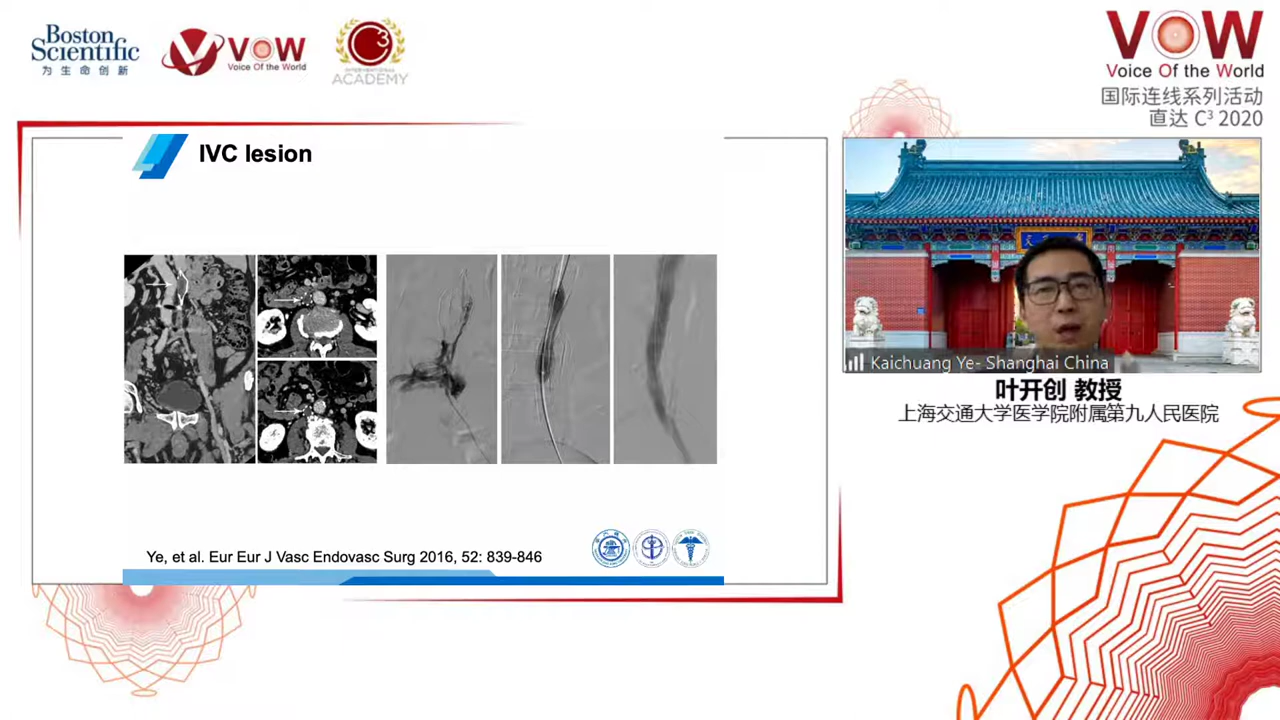 Boston
Scientific
为生命创新
VOW
Voice Of the World
C3
ACADEMY
VOW
Voice Of the World
国际连线系列活动
直达 C³ 2020
IVC lesion
Kaichuang Ye- Shanghai China
叶开创 教授
上海交通大学医学院附属第九人民医院
Ye, et al. Eur Eur J Vasc Endovasc Surg 2016, 52: 839-846